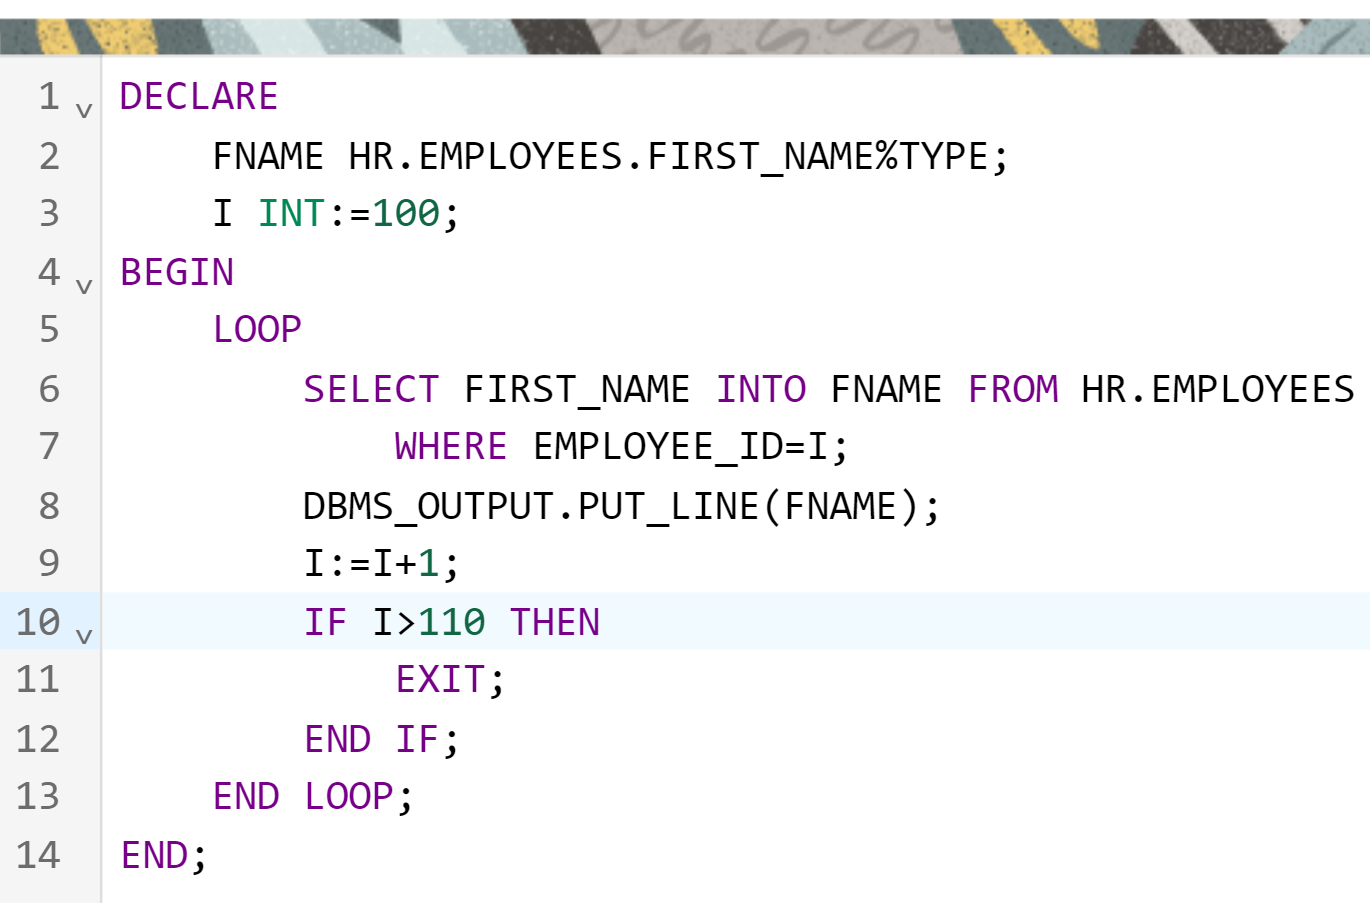 1 DECLARE
2 FNAME HR.EMPLOYEES.FIRST_NAME%TYPE;
3 I INT:=100;
4 BEGIN
5 LOOP
6 SELECT FIRST_NAME INTO FNAME FROM HR.EMPLOYEES
7 WHERE EMPLOYEE_ID=I;
8 DBMS_OUTPUT.PUT_LINE(FNAME);
9 I:=I+1;
10 IF I>110 THEN
11 EXIT;
12 END IF;
13 END LOOP;
14 END;